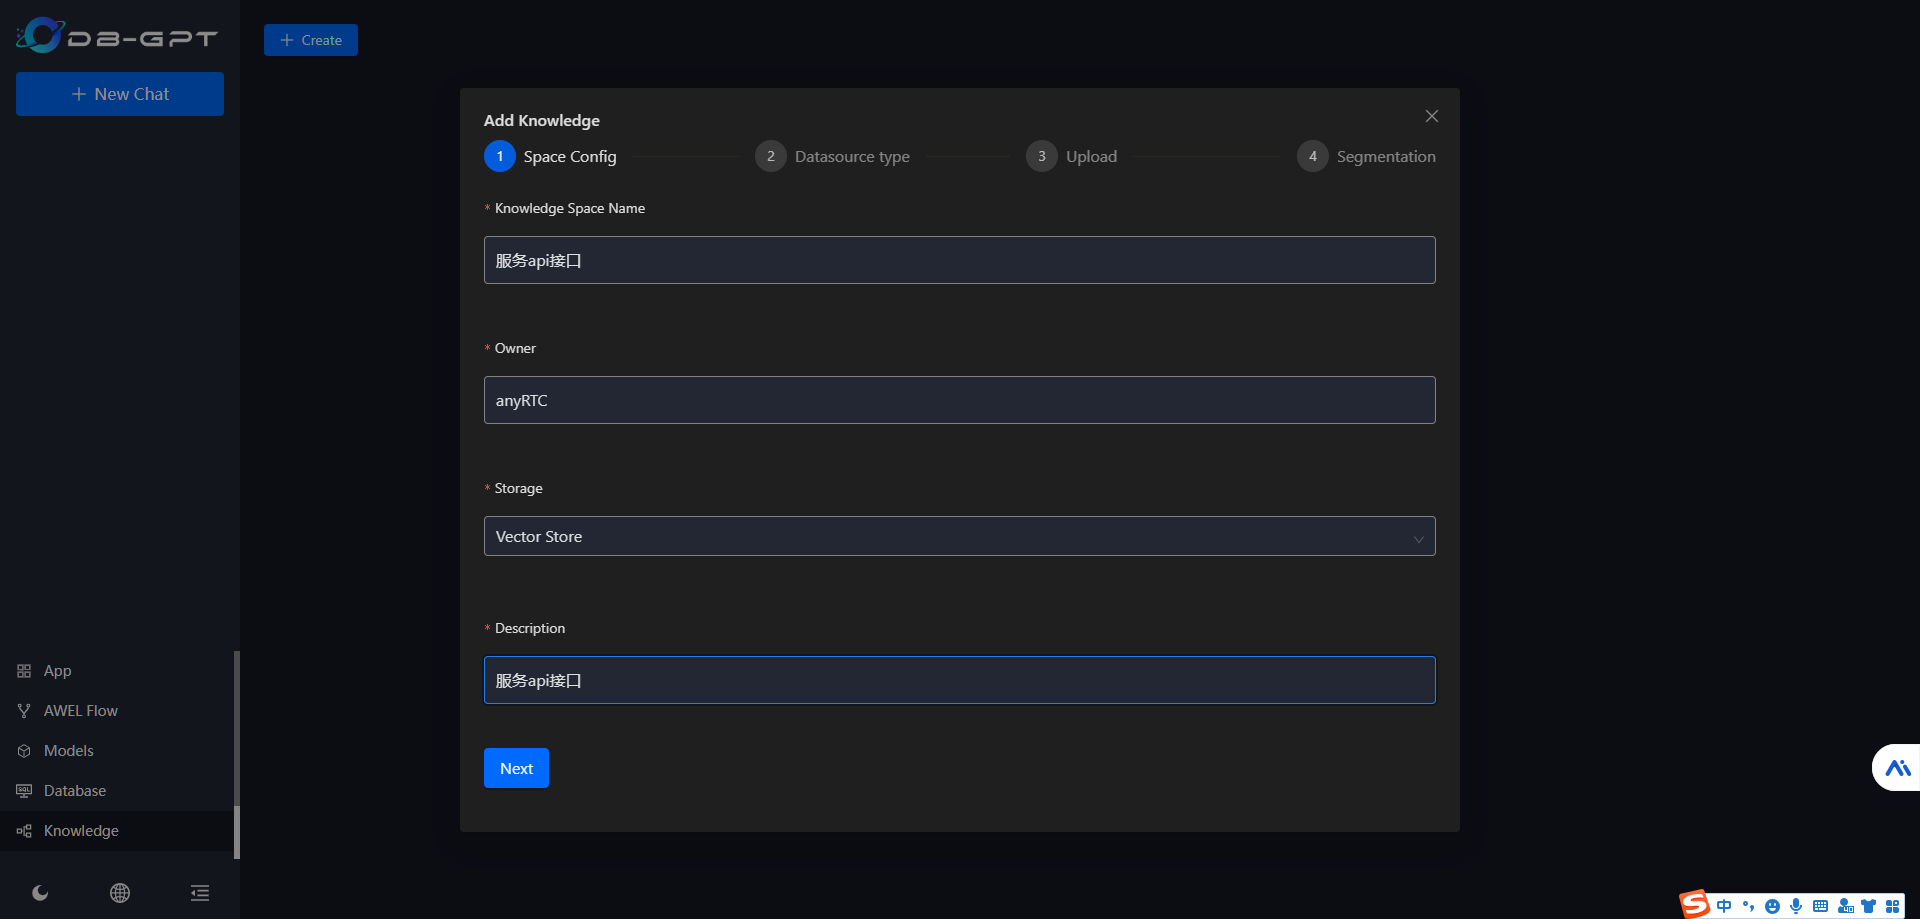 DB-GPT
New Chat
App
AWEL Flow
Models
Database
Knowledge
Create
Add Knowledge
1 Space Config
2 Datasource type
3 Upload
4 Segmentation
* Knowledge Space Name
服务api接口
* Owner
anyRTC
* Storage
Vector Store
* Description
服务api接口
Next
S 中